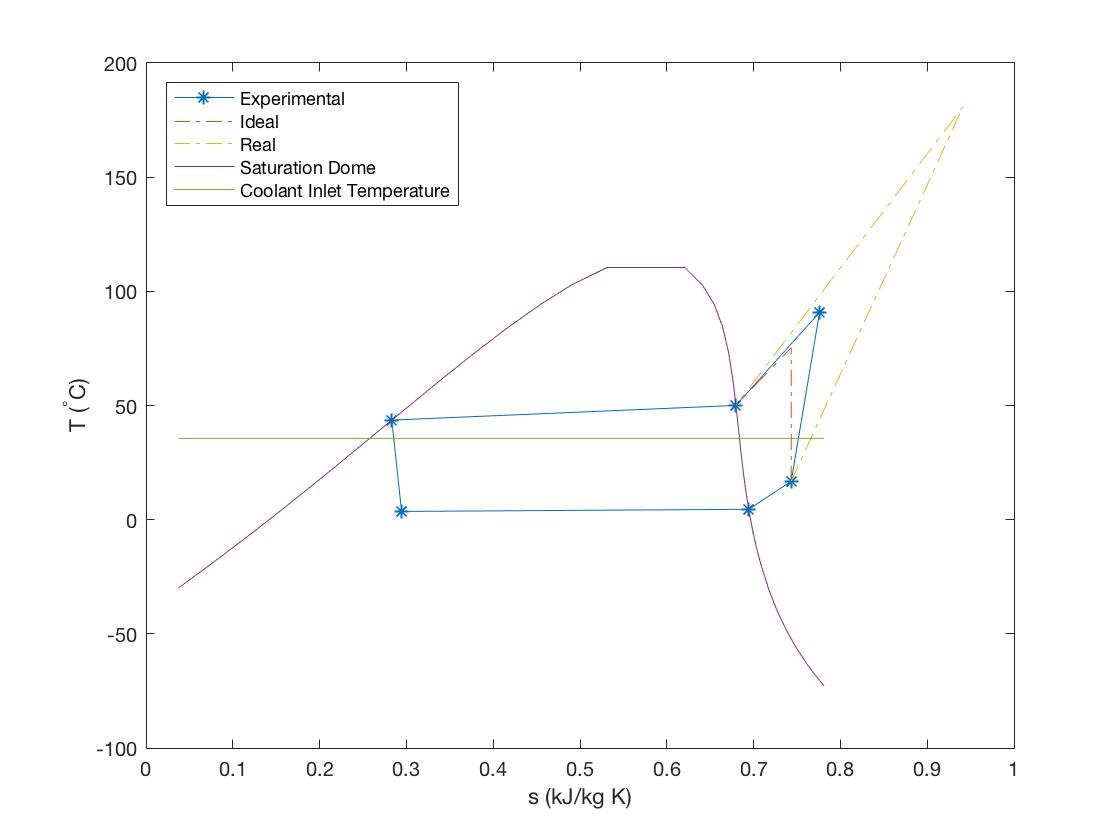 200
150
100
50
0
-50
-100
T (°C)
Experimental
Ideal
Real
Saturation Dome
Coolant Inlet Temperature
0 0.1 0.2 0.3 0.4 0.5 0.6 0.7 0.8 0.9 1
s (kJ/kg K)